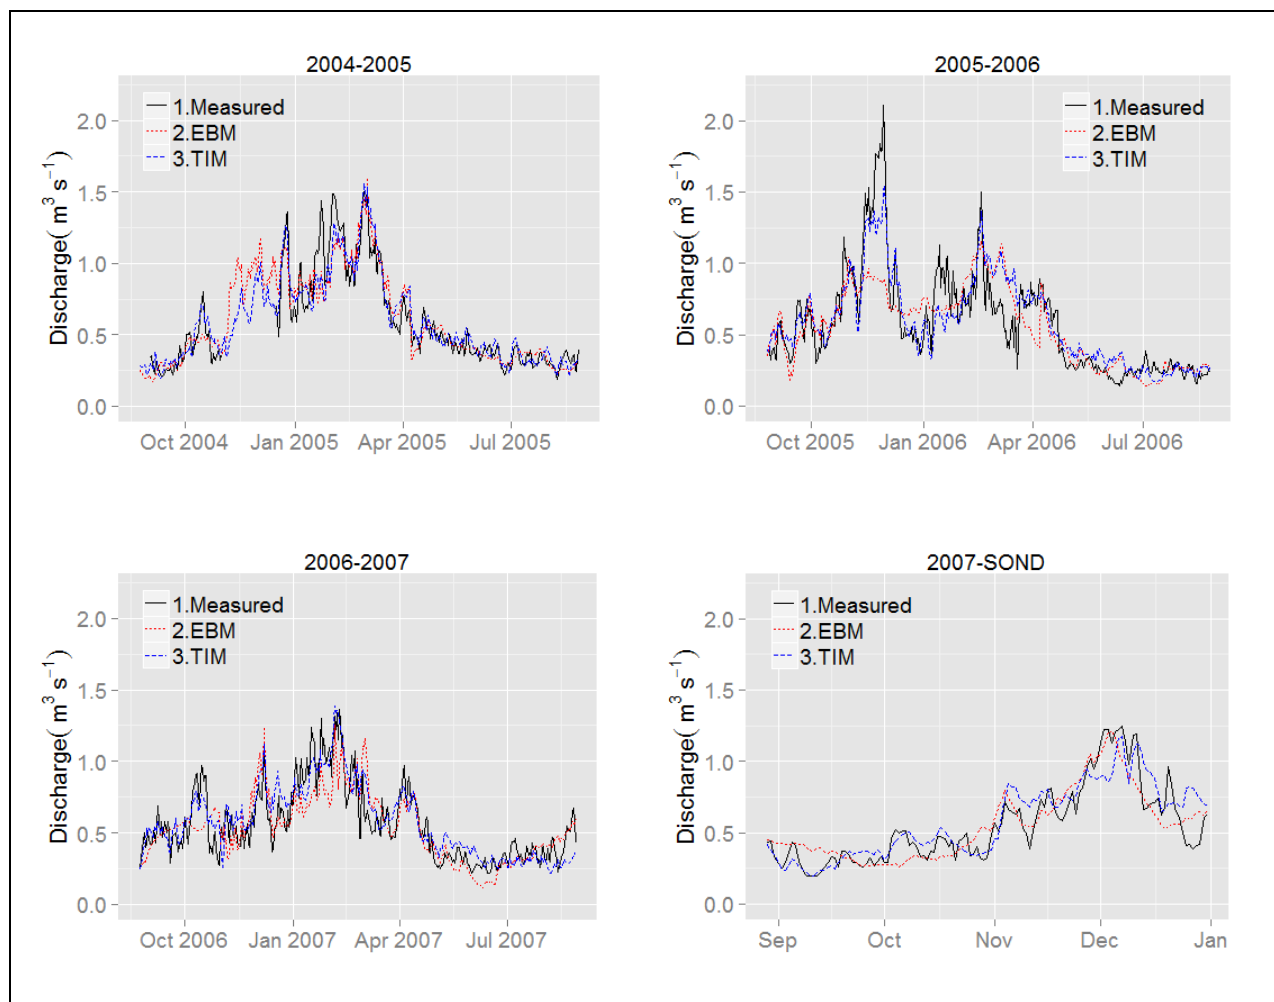 2004-2005
Discharge( m³ s⁻¹)
2.0
1.5
1.0
0.5
0.0
1.Measured
2.EBM
3.TIM
Oct 2004 Jan 2005 Apr 2005 Jul 2005
2005-2006
Discharge( m³ s⁻¹)
2.0
1.5
1.0
0.5
0.0
1.Measured
2.EBM
3.TIM
Oct 2005 Jan 2006 Apr 2006 Jul 2006
2006-2007
Discharge( m³ s⁻¹)
2.0
1.5
1.0
0.5
0.0
1.Measured
2.EBM
3.TIM
Oct 2006 Jan 2007 Apr 2007 Jul 2007
2007-SOND
Discharge( m³ s⁻¹)
2.0
1.5
1.0
0.5
0.0
1.Measured
2.EBM
3.TIM
Sep Oct Nov Dec Jan